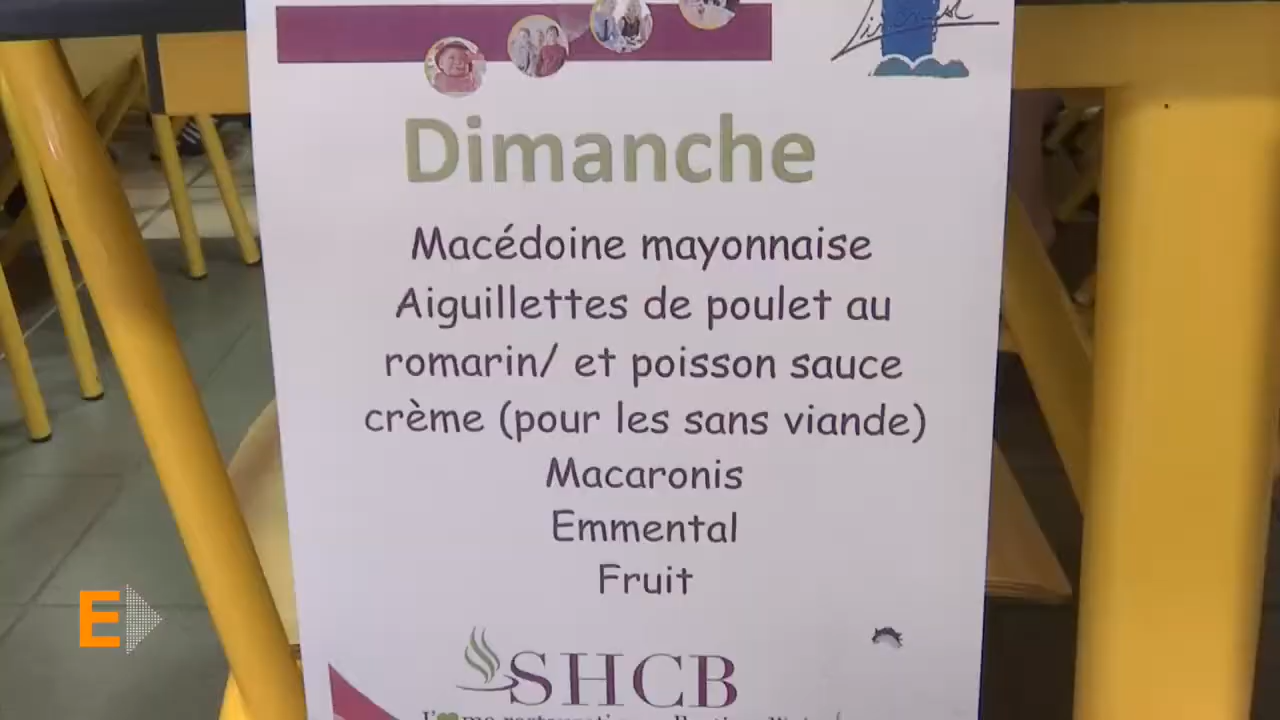 Dimanche
Macédoine mayonnaise
Aiguillettes de poulet au
romarin/ et poisson sauce
crème (pour les sans viande)
Macaronis
Emmental
Fruit
E
SHCB